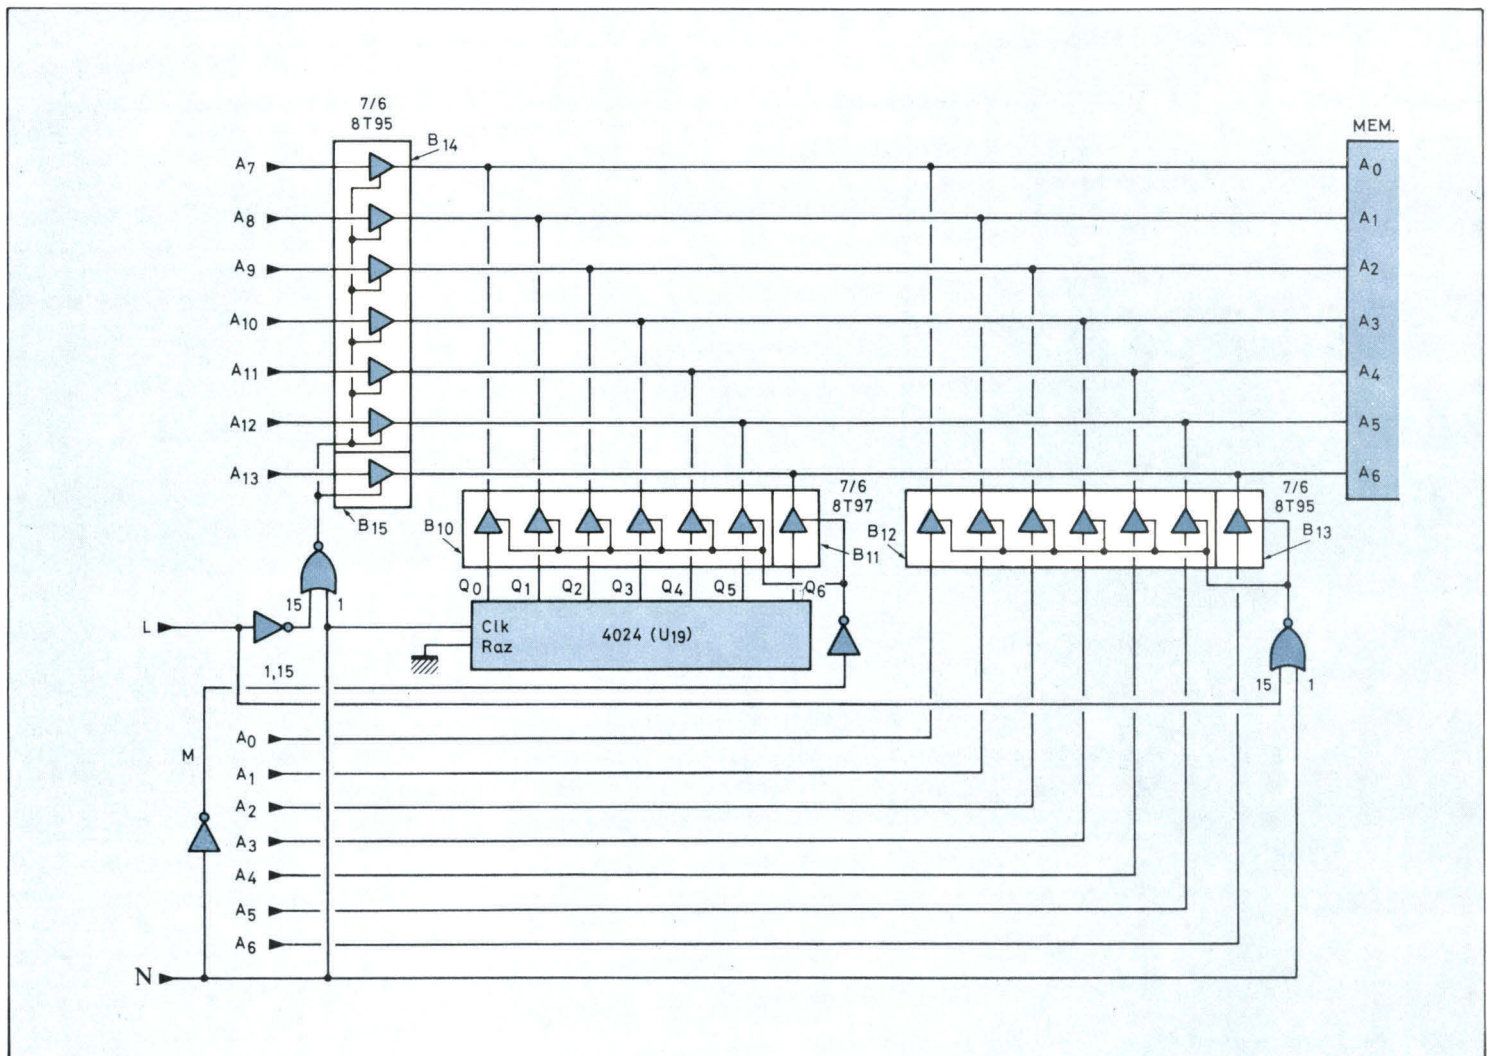 7/6
8T95
B14
MEM.
A7
A0
A8
A1
A9
A2
A10
A3
A11
A4
A12
A5
A13
A6
B15
B10
7/6
8T97
B11
B12
7/6
8T95
B13
Q0 Q1 Q2 Q3 Q4 Q5 Q6
15 1
L
Clk
Raz
4024 (U19)
1,15
15 1
M
A0
A1
A2
A3
A4
A5
A6
N